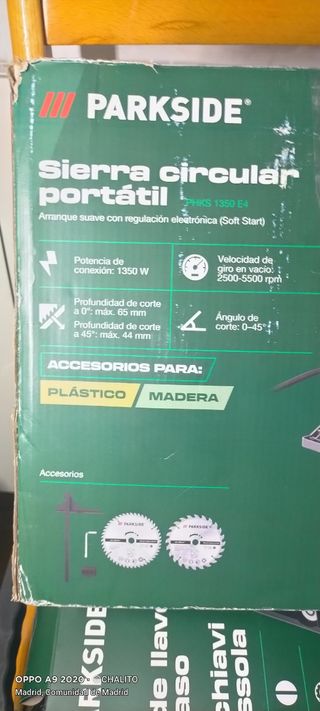 PARKSIDE®
Sierra circular
portátil PHKS 1350 E4
Arranque suave con regulación electrónica (Soft Start)
Potencia de
conexión: 1350 W
Velocidad de
giro en vacío:
2500-5500 rpm
Profundidad de corte
a 0°: máx. 65 mm
Profundidad de corte
a 45°: máx. 44 mm
Ángulo de
corte: 0–45°
ACCESORIOS PARA:
PLÁSTICO
MADERA
Accesorios
PARKSIDE
PARKSIDE
RKSIDE
de llav
aso
chiavi
ssola
OPPO A9 2020 CHALITO
Madrid, Comunidad de Madrid